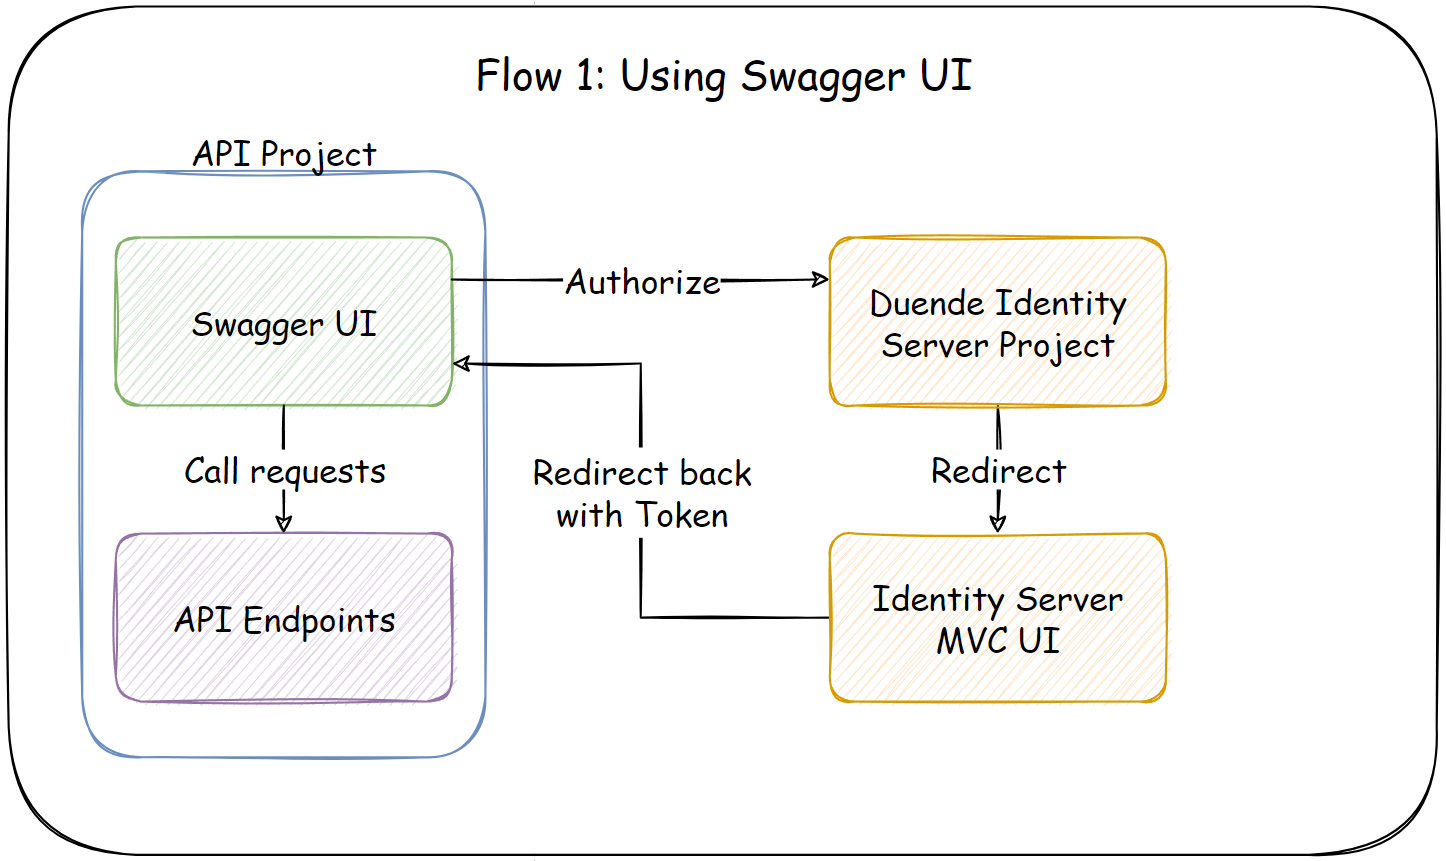 Flow 1: Using Swagger UI
API Project
Swagger UI
Authorize
Duende Identity
Server Project
Call requests
Redirect back
with Token
Redirect
API Endpoints
Identity Server
MVC UI